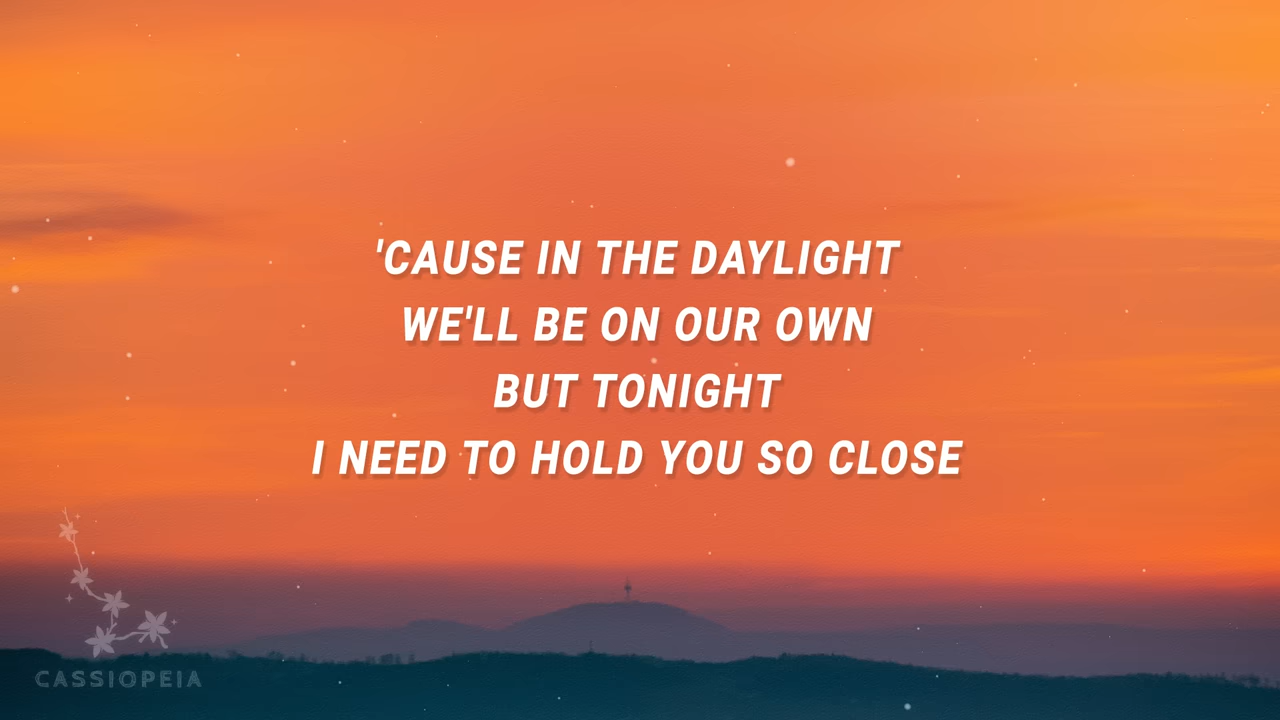 'CAUSE IN THE DAYLIGHT
WE'LL BE ON OUR OWN
BUT TONIGHT
I NEED TO HOLD YOU SO CLOSE
CASSIOPEIA